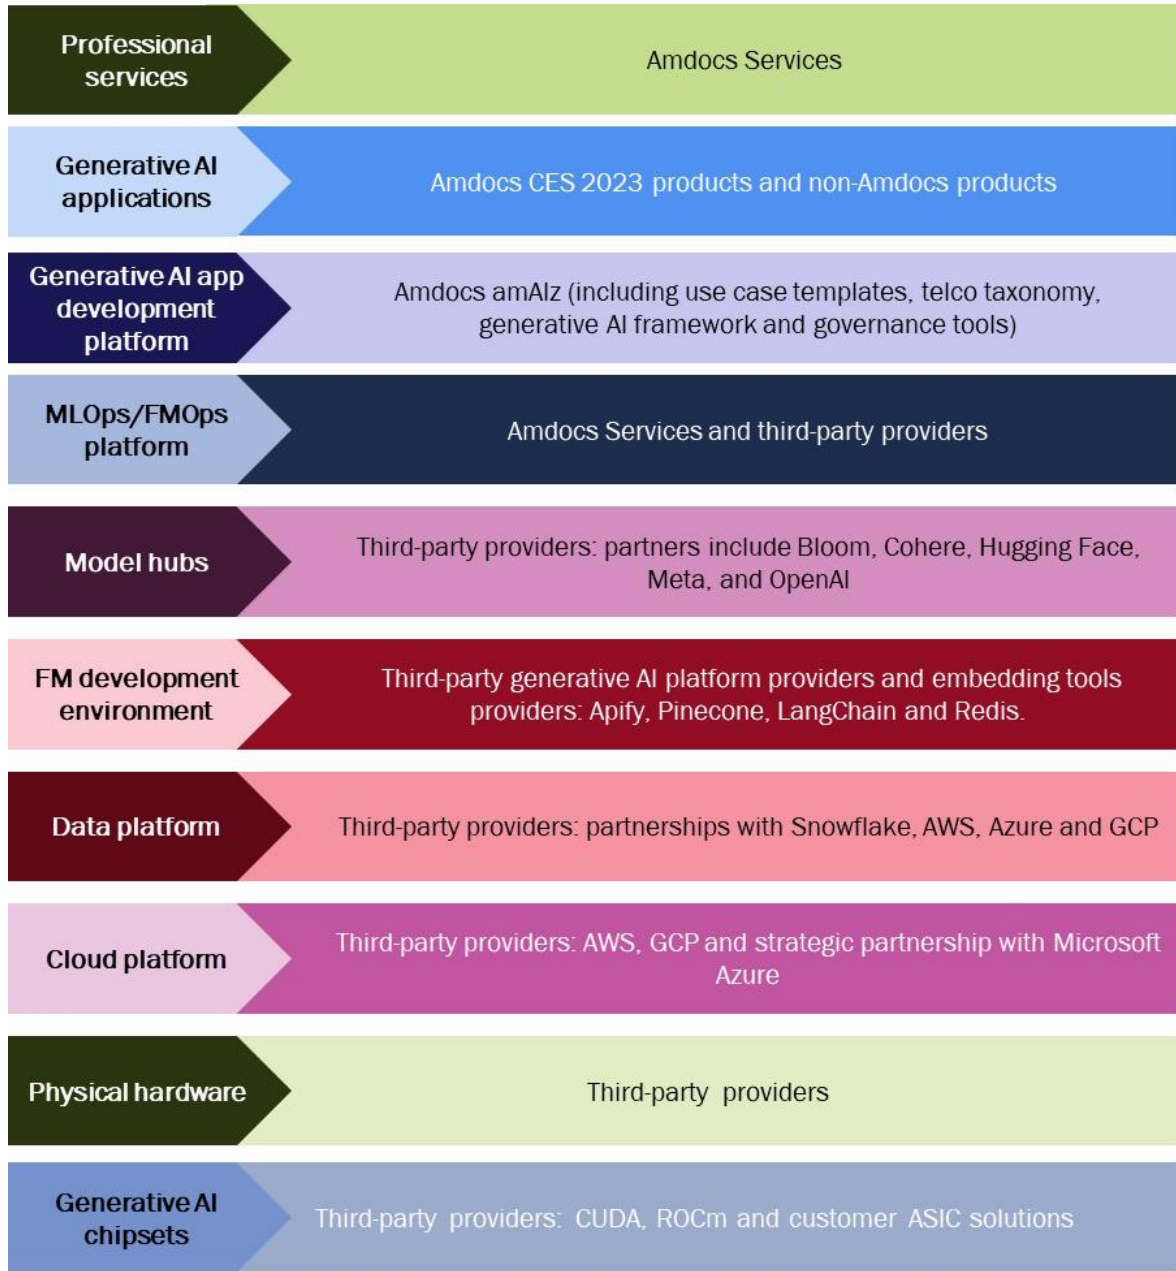 Professional
services
Amdocs Services
Generative AI
applications
Amdocs CES 2023 products and non-Amdocs products
Generative AI app
development
platform
Amdocs amAIz (including use case templates, telco taxonomy,
generative AI framework and governance tools)
MLOps/FMOps
platform
Amdocs Services and third-party providers
Model hubs
Third-party providers: partners include Bloom, Cohere, Hugging Face,
Meta, and OpenAI
FM development
environment
Third-party generative AI platform providers and embedding tools
providers: Apify, Pinecone, LangChain and Redis.
Data platform
Third-party providers: partnerships with Snowflake, AWS, Azure and GCP
Cloud platform
Third-party providers: AWS, GCP and strategic partnership with Microsoft
Azure
Physical hardware
Third-party providers
Generative AI
chipsets
Third-party providers: CUDA, ROCm and customer ASIC solutions